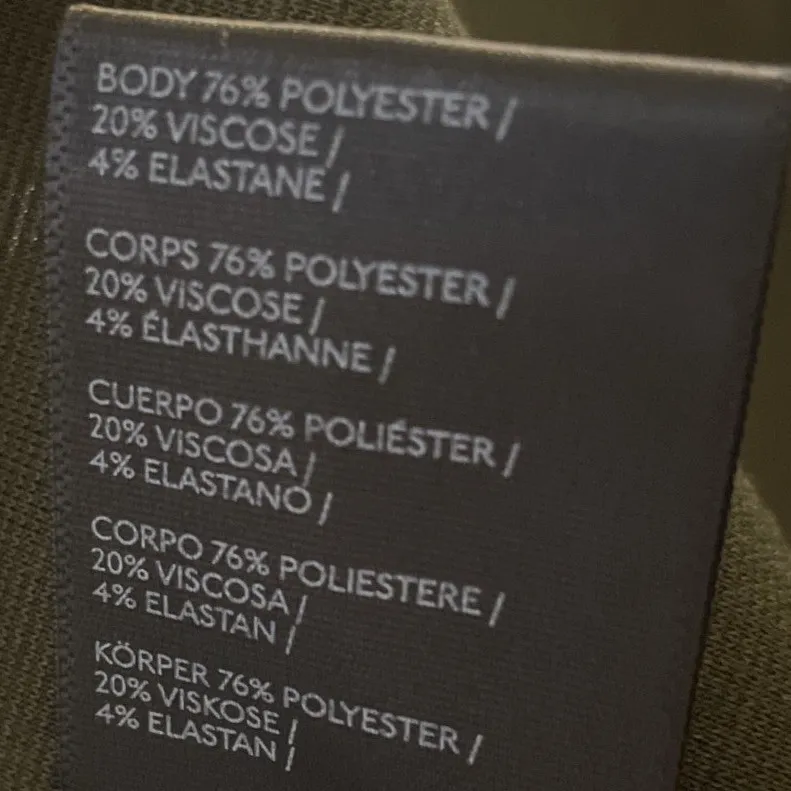 BODY 76% POLYESTER /
20% VISCOSE /
4% ELASTANE /
CORPS 76% POLYESTER /
20% VISCOSE /
4% ÉLASTHANNE /
CUERPO 76% POLIÉSTER /
20% VISCOSA /
4% ELASTANO /
CORPO 76% POLIESTERE /
20% VISCOSA /
4% ELASTAN /
KÖRPER 76% POLYESTER /
20% VISKOSE /
4% ELASTAN /